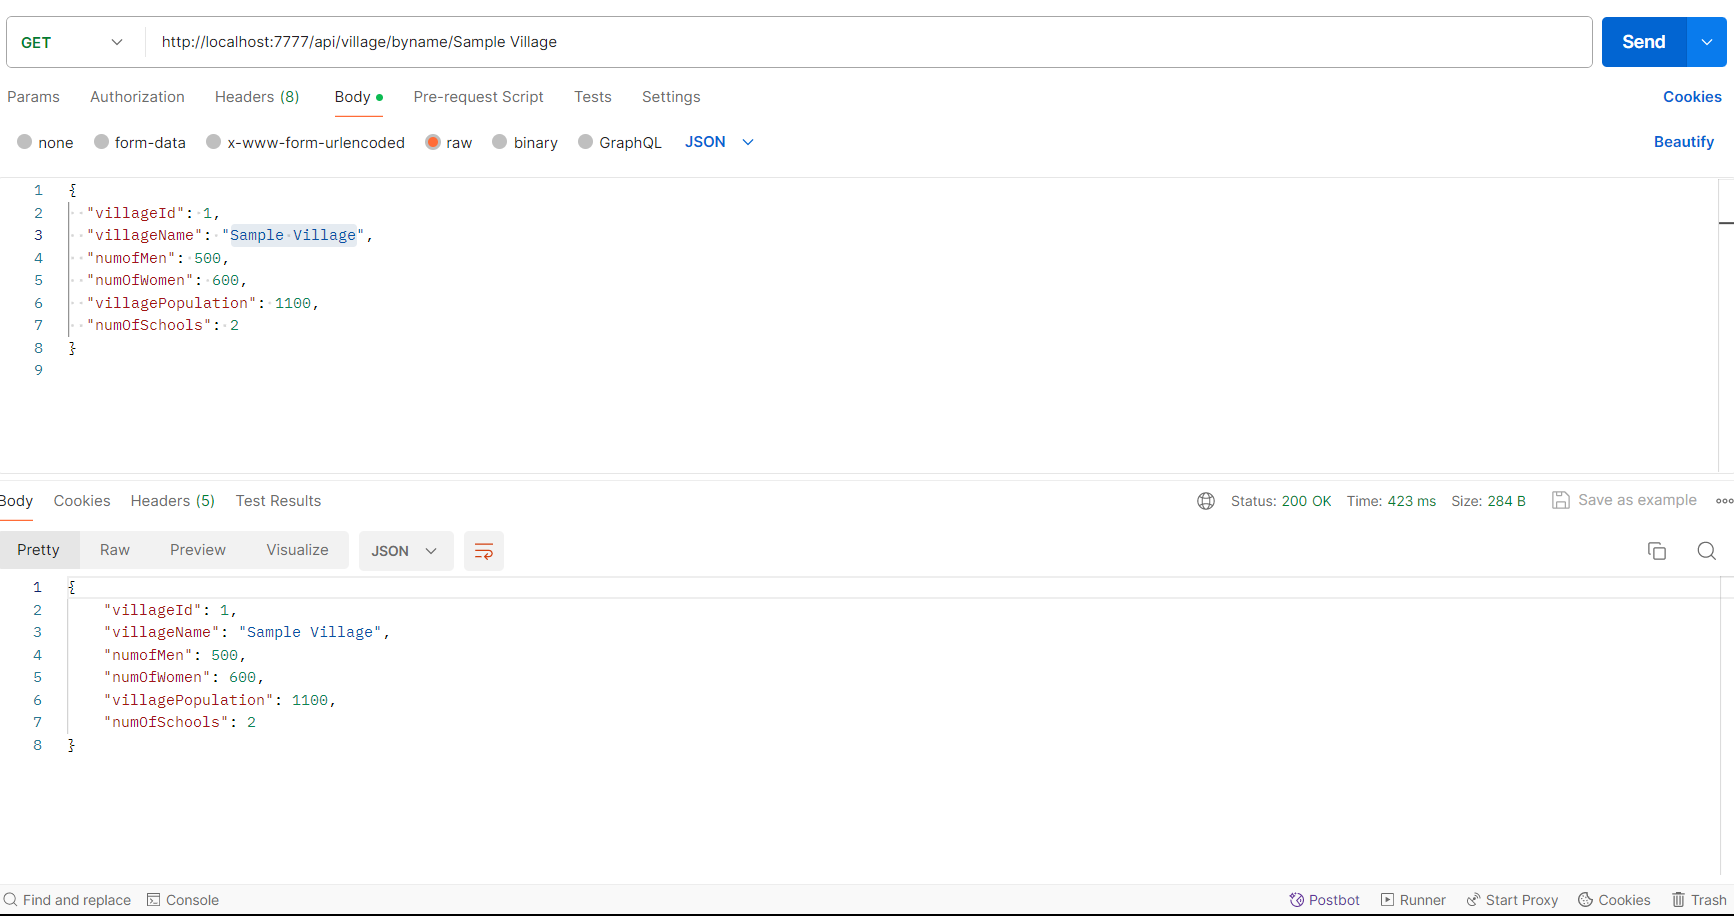 GET http://localhost:7777/api/village/byname/Sample Village Send
Params Authorization Headers (8) Body Pre-request Script Tests Settings Cookies
none form-data x-www-form-urlencoded raw binary GraphQL JSON Beautify
1 {
2 "villageId": 1,
3 "villageName": "Sample Village",
4 "numofMen": 500,
5 "numOfWomen": 600,
6 "villagePopulation": 1100,
7 "numOfSchools": 2
8 }
9
Body Cookies Headers (5) Test Results Status: 200 OK Time: 423 ms Size: 284 B Save as example
Pretty Raw Preview Visualize JSON
1 {
2 "villageId": 1,
3 "villageName": "Sample Village",
4 "numofMen": 500,
5 "numOfWomen": 600,
6 "villagePopulation": 1100,
7 "numOfSchools": 2
8 }
Find and replace Console Postbot Runner Start Proxy Cookies Trash